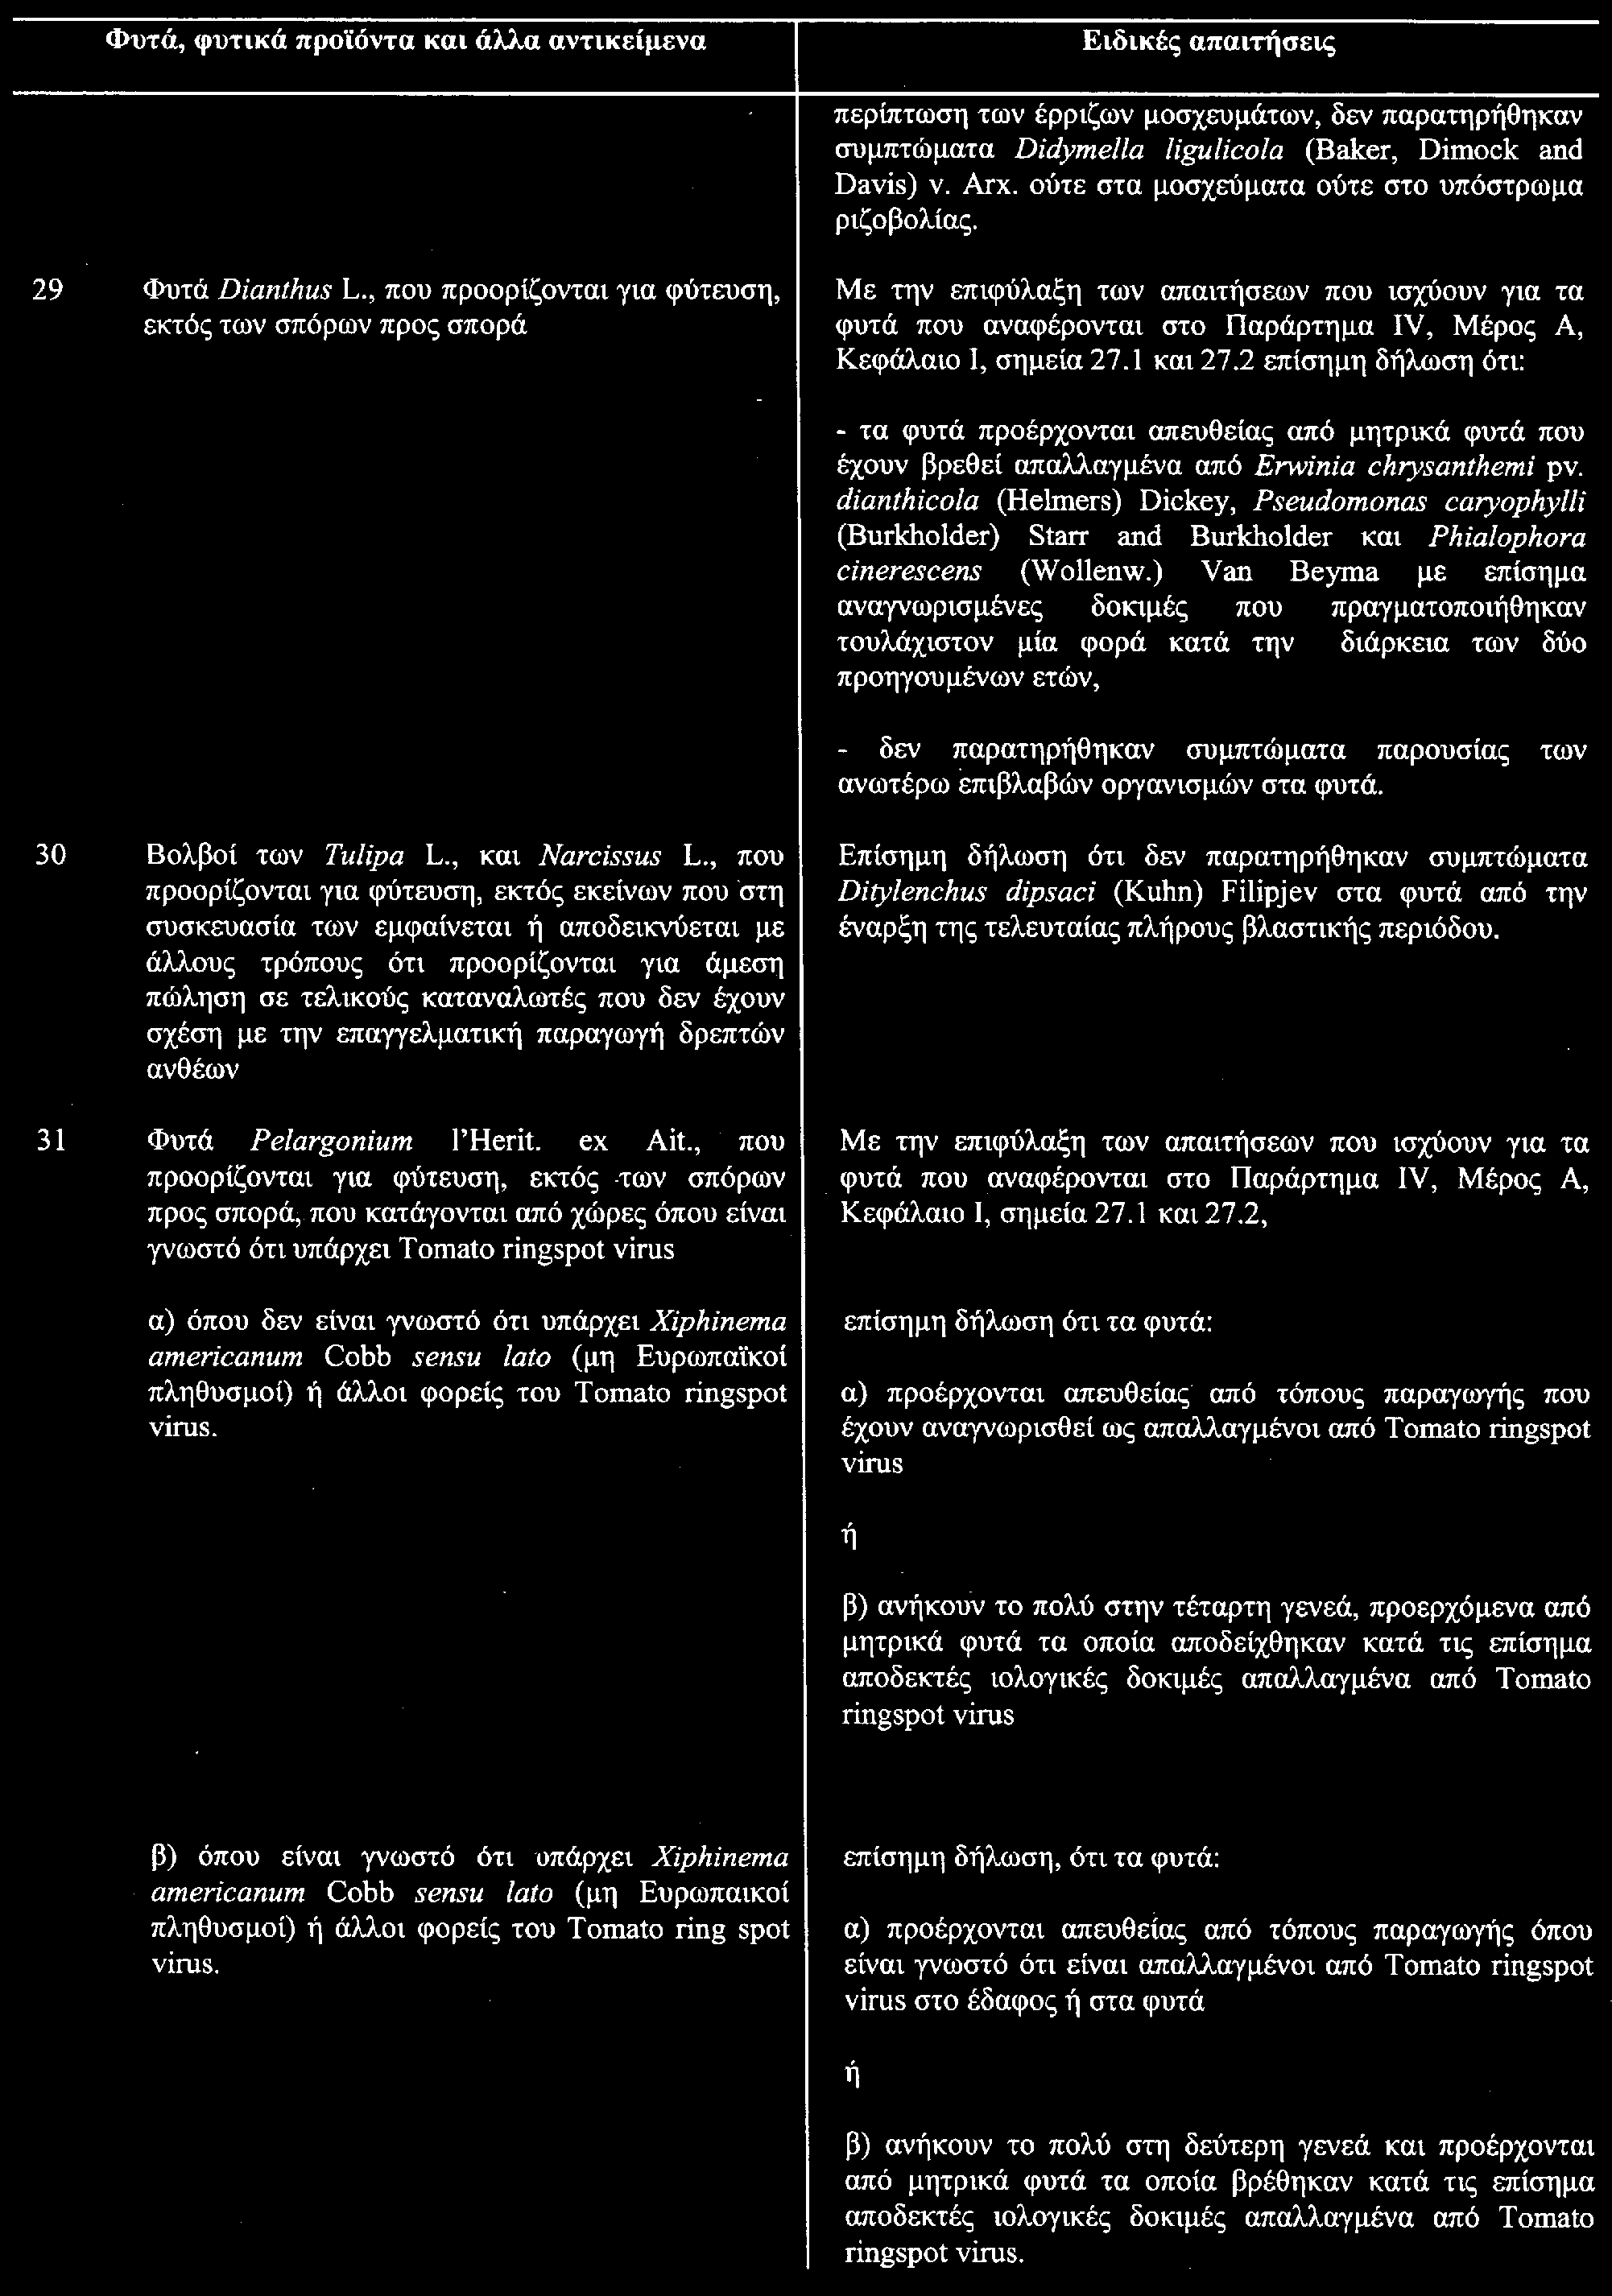 Φυτά, φυτικά προϊόντα και άλλα αντικείμενα
Ειδικές απαιτήσεις
περίπτωση των έρριζων μοσχευμάτων, δεν παρατηρήθηκαν
συμπτώματα Didymella ligulicola (Baker, Dimock and
Davis) v. Arx. ούτε στα μοσχεύματα ούτε στο υπόστρωμα
ριζοβολίας.
29 Φυτά Dianthus L., που προορίζονται για φύτευση,
εκτός των σπόρων προς σπορά
Με την επιφύλαξη των απαιτήσεων που ισχύουν για τα
φυτά που αναφέρονται στο Παράρτημα IV, Μέρος Α,
Κεφάλαιο Ι, σημεία 27.1 και 27.2 επίσημη δήλωση ότι:
- τα φυτά προέρχονται απευθείας από μητρικά φυτά που
έχουν βρεθεί απαλλαγμένα από Erwinia chrysanthemi pv.
dianthicola (Helmers) Dickey, Pseudomonas caryophylli
(Burkholder) Starr and Burkholder και Phialophora
cinerescens (Wollenw.) Van Beyma με επίσημα
αναγνωρισμένες δοκιμές που πραγματοποιήθηκαν
τουλάχιστον μία φορά κατά την διάρκεια των δύο
προηγουμένων ετών,
- δεν παρατηρήθηκαν συμπτώματα παρουσίας των
ανωτέρω επιβλαβών οργανισμών στα φυτά.
30 Βολβοί των Tulipa L., και Narcissus L., που
προορίζονται για φύτευση, εκτός εκείνων που στη
συσκευασία των εμφαίνεται ή αποδεικνύεται με
άλλους τρόπους ότι προορίζονται για άμεση
πώληση σε τελικούς καταναλωτές που δεν έχουν
σχέση με την επαγγελματική παραγωγή δρεπτών
ανθέων
Επίσημη δήλωση ότι δεν παρατηρήθηκαν συμπτώματα
Ditylenchus dipsaci (Kuhn) Filipjev στα φυτά από την
έναρξη της τελευταίας πλήρους βλαστικής περιόδου.
31 Φυτά Pelargonium l'Herit. ex Ait., που
προορίζονται για φύτευση, εκτός των σπόρων
προς σπορά, που κατάγονται από χώρες όπου είναι
γνωστό ότι υπάρχει Tomato ringspot virus
Με την επιφύλαξη των απαιτήσεων που ισχύουν για τα
φυτά που αναφέρονται στο Παράρτημα IV, Μέρος Α,
Κεφάλαιο Ι, σημεία 27.1 και 27.2,
α) όπου δεν είναι γνωστό ότι υπάρχει Xiphinema
americanum Cobb sensu lato (μη Ευρωπαϊκοί
πληθυσμοί) ή άλλοι φορείς του Tomato ringspot
virus.
επίσημη δήλωση ότι τα φυτά:
α) προέρχονται απευθείας από τόπους παραγωγής που
έχουν αναγνωρισθεί ως απαλλαγμένοι από Tomato ringspot
virus
ή
β) ανήκουν το πολύ στην τέταρτη γενεά, προερχόμενα από
μητρικά φυτά τα οποία αποδείχθηκαν κατά τις επίσημα
αποδεκτές ιολογικές δοκιμές απαλλαγμένα από Tomato
ringspot virus
β) όπου είναι γνωστό ότι υπάρχει Xiphinema
americanum Cobb sensu lato (μη Ευρωπαικοί
πληθυσμοί) ή άλλοι φορείς του Tomato ring spot
virus.
επίσημη δήλωση, ότι τα φυτά:
α) προέρχονται απευθείας από τόπους παραγωγής όπου
είναι γνωστό ότι είναι απαλλαγμένοι από Tomato ringspot
virus στο έδαφος ή στα φυτά
ή
β) ανήκουν το πολύ στη δεύτερη γενεά και προέρχονται
από μητρικά φυτά τα οποία βρέθηκαν κατά τις επίσημα
αποδεκτές ιολογικές δοκιμές απαλλαγμένα από Tomato
ringspot virus.